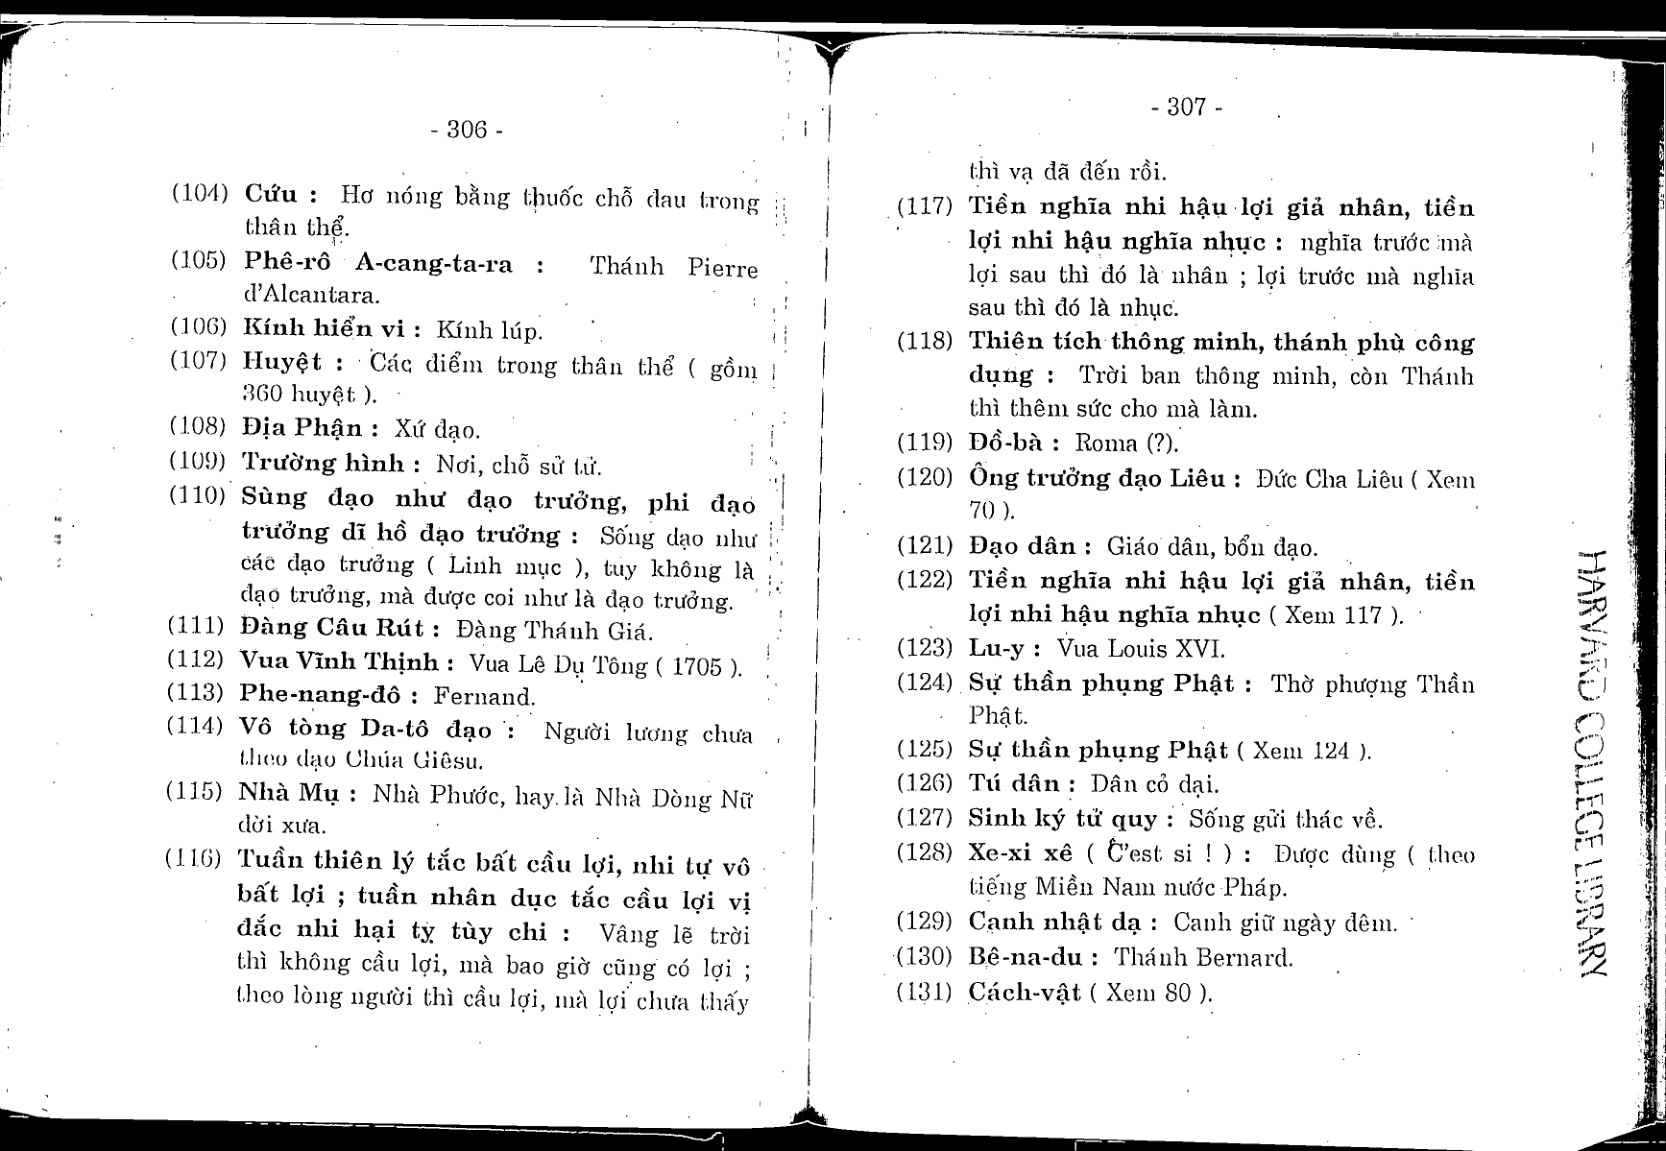 - 306 -
(104) Cứu : Hơ nóng bằng thuốc chỗ đau trong
thân thể.
(105) Phê-rô A-cang-ta-ra : Thánh Pierre
d'Alcantara.
(106) Kính hiển vi : Kính lúp.
(107) Huyệt : Các điểm trong thân thể ( gồm
360 huyệt ).
(108) Địa Phận : Xứ đạo.
(109) Trường hình : Nơi, chỗ sử tử.
(110) Sùng đạo như đạo trưởng, phi đạo
trưởng dĩ hồ đạo trưởng : Sống đạo như
các đạo trưởng ( Linh mục ), tuy không là
đạo trưởng, mà được coi như là đạo trưởng.
(111) Đàng Câu Rút : Đàng Thánh Giá.
(112) Vua Vĩnh Thịnh : Vua Lê Dụ Tông ( 1705 ).
(113) Phe-nang-đô : Fernand.
(114) Vô tòng Da-tô đạo : Người lương chưa
theo đạo Chúa Giêsu.
(115) Nhà Mụ : Nhà Phước, hay là Nhà Dòng Nữ
đời xưa.
(116) Tuần thiên lý tắc bất cầu lợi, nhi tự vô
bất lợi ; tuần nhân dục tắc cầu lợi vị
đắc nhi hại tỵ tùy chi : Vâng lẽ trời
thì không cầu lợi, mà bao giờ cũng có lợi ;
theo lòng người thì cầu lợi, mà lợi chưa thấy
- 307 -
thì vạ đã đến rồi.
(117) Tiền nghĩa nhi hậu lợi giả nhân, tiền
lợi nhi hậu nghĩa nhục : nghĩa trước mà
lợi sau thì đó là nhân ; lợi trước mà nghĩa
sau thì đó là nhục.
(118) Thiên tích thông minh, thánh phù công
dụng : Trời ban thông minh, còn Thánh
thì thêm sức cho mà làm.
(119) Đồ-bà : Roma (?).
(120) Ông trưởng đạo Liêu : Đức Cha Liêu ( Xem
70 ).
(121) Đạo dân : Giáo dân, bổn đạo.
(122) Tiền nghĩa nhi hậu lợi giả nhân, tiền
lợi nhi hậu nghĩa nhục ( Xem 117 ).
(123) Lu-y : Vua Louis XVI.
(124) Sự thần phụng Phật : Thờ phượng Thần
Phật.
(125) Sự thần phụng Phật ( Xem 124 ).
(126) Tú dân : Dân cỏ dại.
(127) Sinh ký tử quy : Sống gửi thác về.
(128) Xe-xi xê ( C'est si ! ) : Được dùng ( theo
tiếng Miền Nam nước Pháp.
(129) Canh nhật dạ : Canh giữ ngày đêm.
(130) Bê-na-du : Thánh Bernard.
(131) Cách-vật ( Xem 80 ).
HARVARD COLLEGE LIBRARY